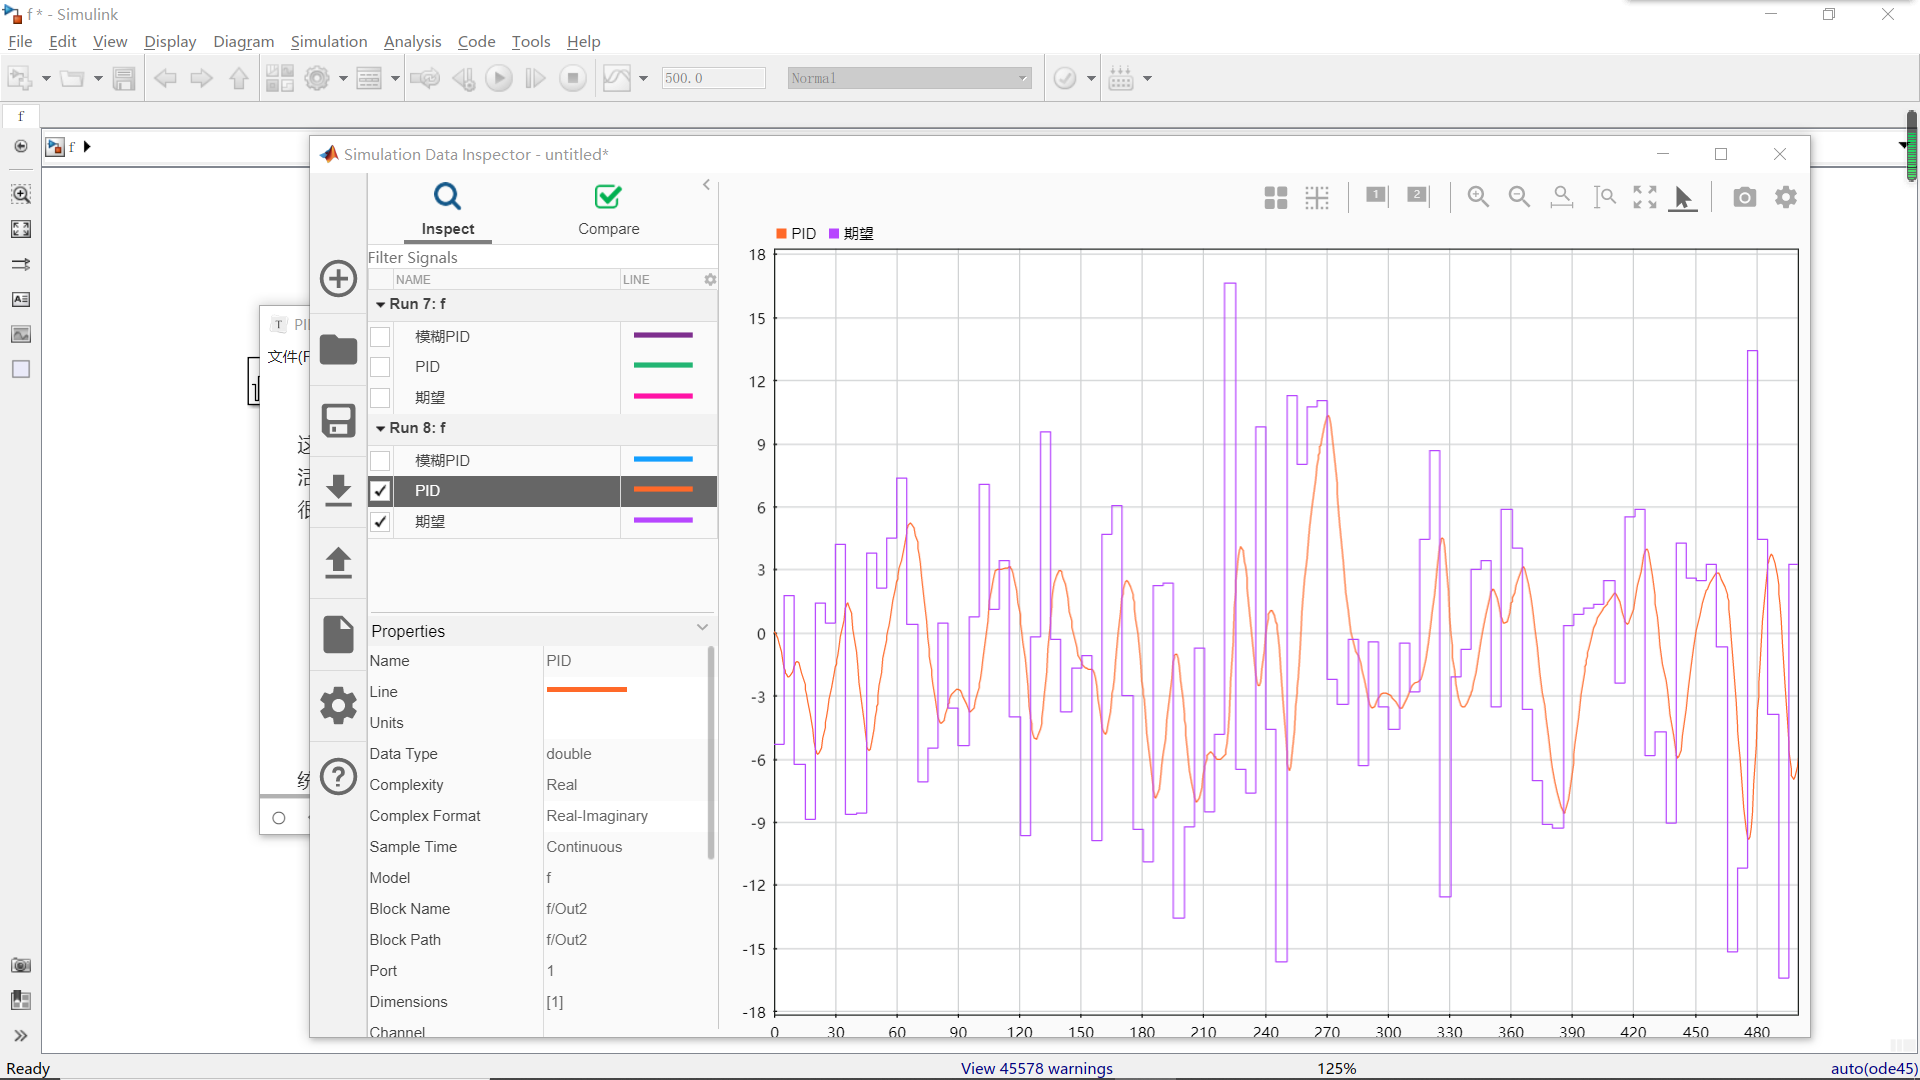 f * - Simulink
File Edit View Display Diagram Simulation Analysis Code Tools Help
500.0 Normal
f
f
Simulation Data Inspector - untitled*
Inspect Compare
Filter Signals
NAME LINE
Run 7: f
模糊PID
PID
期望
Run 8: f
模糊PID
PID
期望
Properties
Name PID
Line
Units
Data Type double
Complexity Real
Complex Format Real-Imaginary
Sample Time Continuous
Model f
Block Name f/Out2
Block Path f/Out2
Port 1
Dimensions [1]
Channel
1 2
PID 期望
18
15
12
9
6
3
0
-3
-6
-9
-12
-15
-18
0 30 60 90 120 150 180 210 240 270 300 330 360 390 420 450 480
T PI
文件(F
这
活
很
Ready View 45578 warnings 125% auto(ode45)